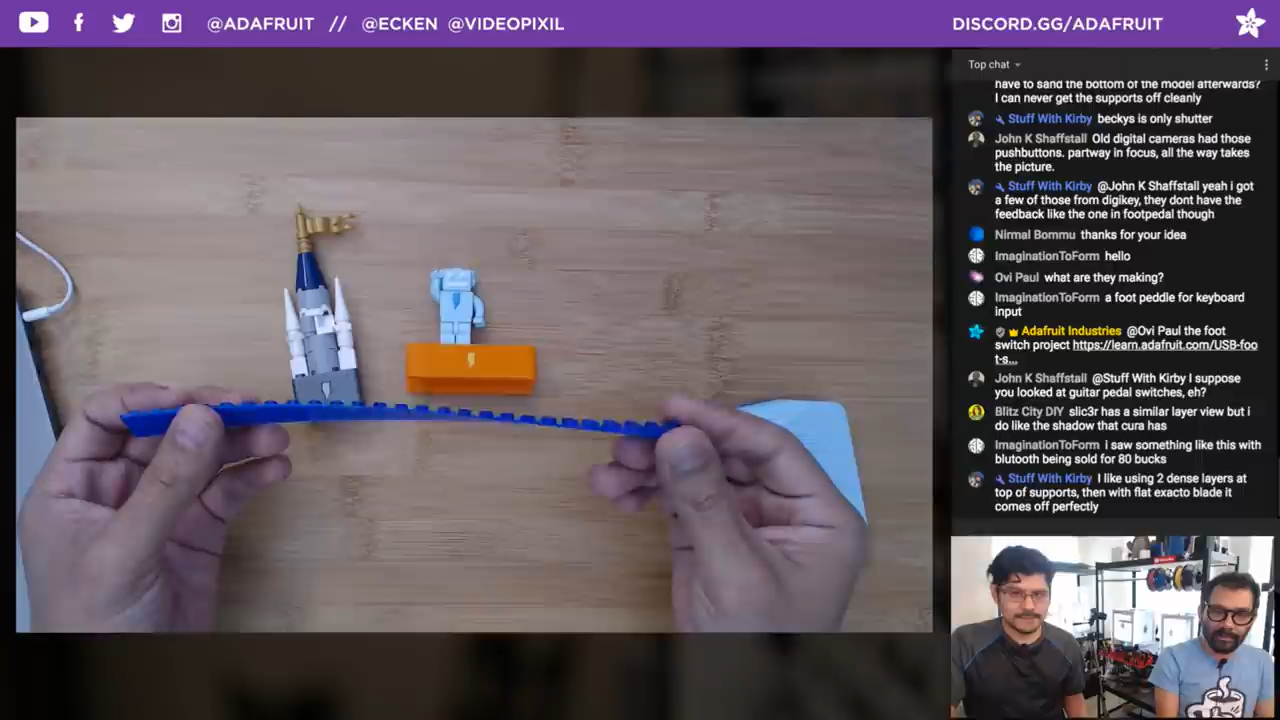 @ADAFRUIT // @ECKEN @VIDEOPIXIL
DISCORD.GG/ADAFRUIT
Top chat
have to sand the bottom of the model afterwards?
I can never get the supports off cleanly
Stuff With Kirby beckys is only shutter
John K Shaffstall Old digital cameras had those
pushbuttons. partway in focus, all the way takes
the picture.
Stuff With Kirby @John K Shaffstall yeah i got
a few of those from digikey, they dont have the
feedback like the one in footpedal though
Nirmal Bommu thanks for your idea
ImaginationToForm hello
Ovi Paul what are they making?
ImaginationToForm a foot peddle for keyboard
input
Adafruit Industries @Ovi Paul the foot
switch project https://learn.adafruit.com/USB-foo
t-s...
John K Shaffstall @Stuff With Kirby I suppose
you looked at guitar pedal switches, eh?
Blitz City DIY slic3r has a similar layer view but i
do like the shadow that cura has
ImaginationToForm i saw something like this with
blutooth being sold for 80 bucks
Stuff With Kirby I like using 2 dense layers at
top of supports, then with flat exacto blade it
comes off perfectly